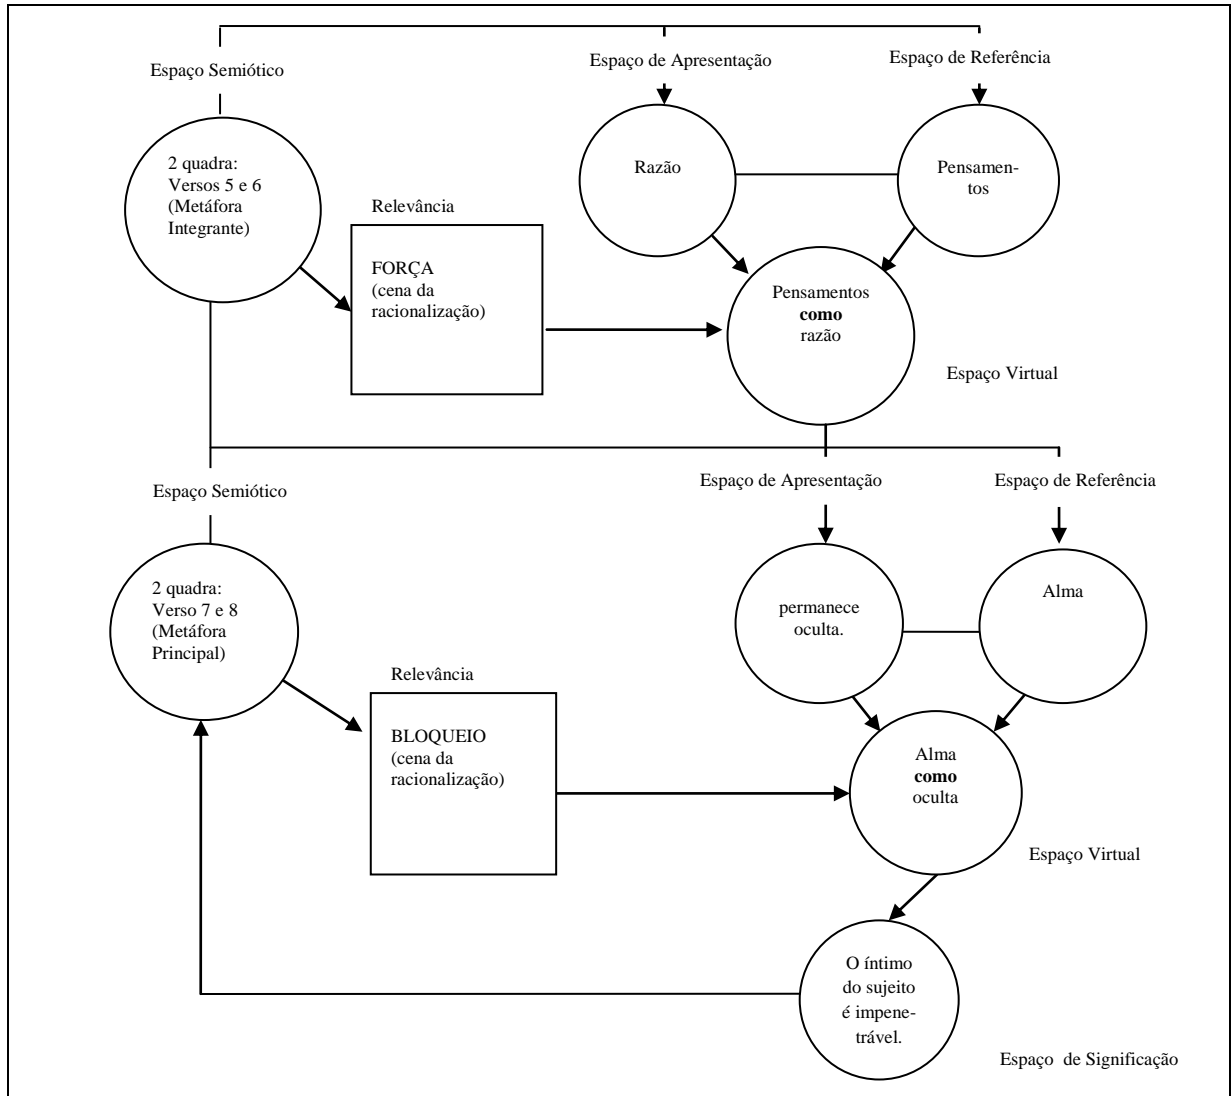 Espaço Semiótico
Espaço de Apresentação
Espaço de Referência
2 quadra:
Versos 5 e 6
(Metáfora
Integrante)
Relevância
FORÇA
(cena da
racionalização)
Razão
Pensamen-
tos
Pensamentos
como
razão
Espaço Virtual
Espaço Semiótico
Espaço de Apresentação
Espaço de Referência
2 quadra:
Verso 7 e 8
(Metáfora
Principal)
Relevância
BLOQUEIO
(cena da
racionalização)
permanece
oculta.
Alma
Alma
como
oculta
Espaço Virtual
O íntimo
do sujeito
é impene-
trável.
Espaço de Significação